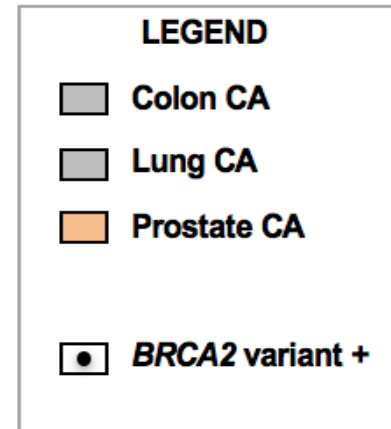 LEGEND
Colon CA
Lung CA
Prostate CA
BRCA2 variant +